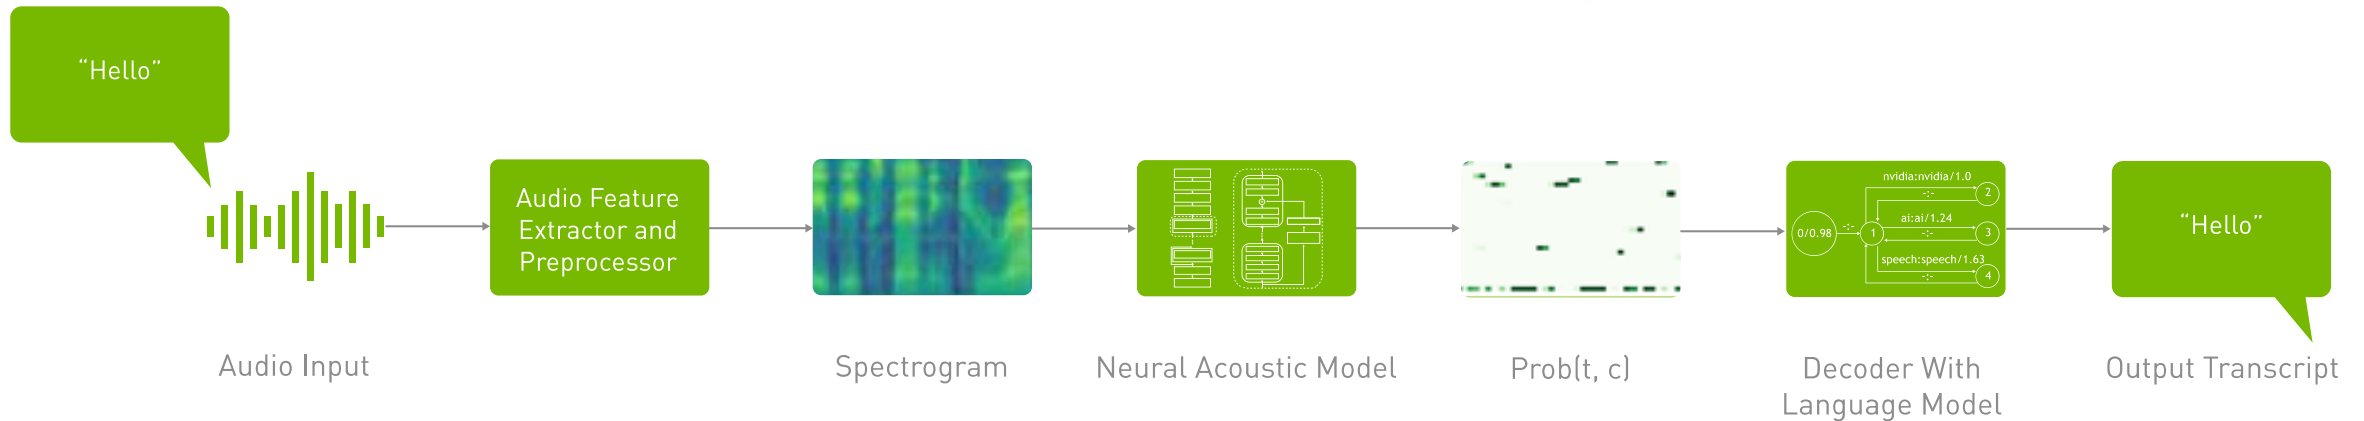 “Hello”
Audio Feature
Extractor and
Preprocessor
nvidia:nvidia/1.0
-:-
2
ai:ai/1.24
-:-
3
0/0.98
-:-
1
speech:speech/1.63
-:-
4
“Hello”
Audio Input
Spectrogram
Neural Acoustic Model
Prob(t, c)
Decoder With
Language Model
Output Transcript